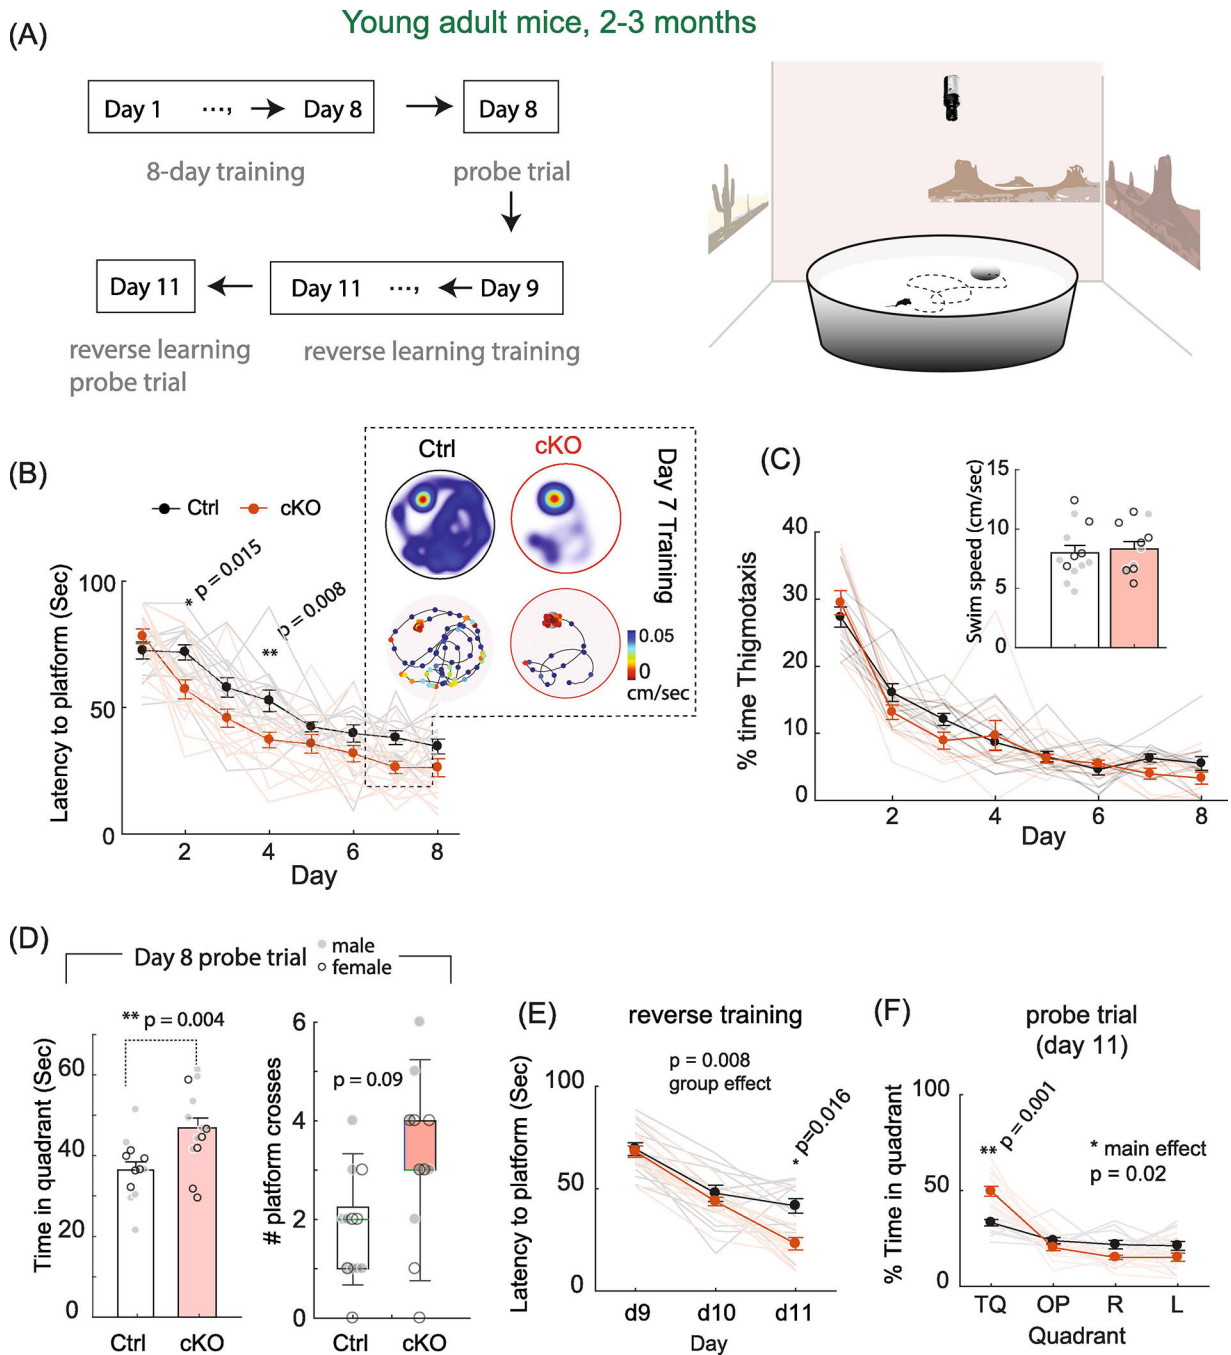 Young adult mice, 2-3 months
(A)
Day 1 ..., → Day 8 → Day 8
8-day training
probe trial
Day 11 ← Day 11 ..., ← Day 9
reverse learning
probe trial
reverse learning training
(B)
Ctrl
cKO
Day 7 Training
0.05
0
cm/sec
Ctrl
cKO
* p = 0.015
** p = 0.008
Latency to platform (Sec)
100
50
0
2 4 6 8
Day
(C)
Swim speed (cm/sec)
15
10
5
0
% time Thigmotaxis
40
30
20
10
0
2 4 6 8
Day
(D)
Day 8 probe trial
male
female
** p = 0.004
Time in quadrant (Sec)
60
40
20
0
Ctrl cKO
p = 0.09
# platform crosses
6
4
2
0
Ctrl cKO
(E)
reverse training
p = 0.008
group effect
* p=0.016
Latency to platform (Sec)
100
50
0
d9 d10 d11
Day
(F)
probe trial
(day 11)
** p = 0.001
* main effect
p = 0.02
% Time in quadrant
100
50
0
TQ OP R L
Quadrant